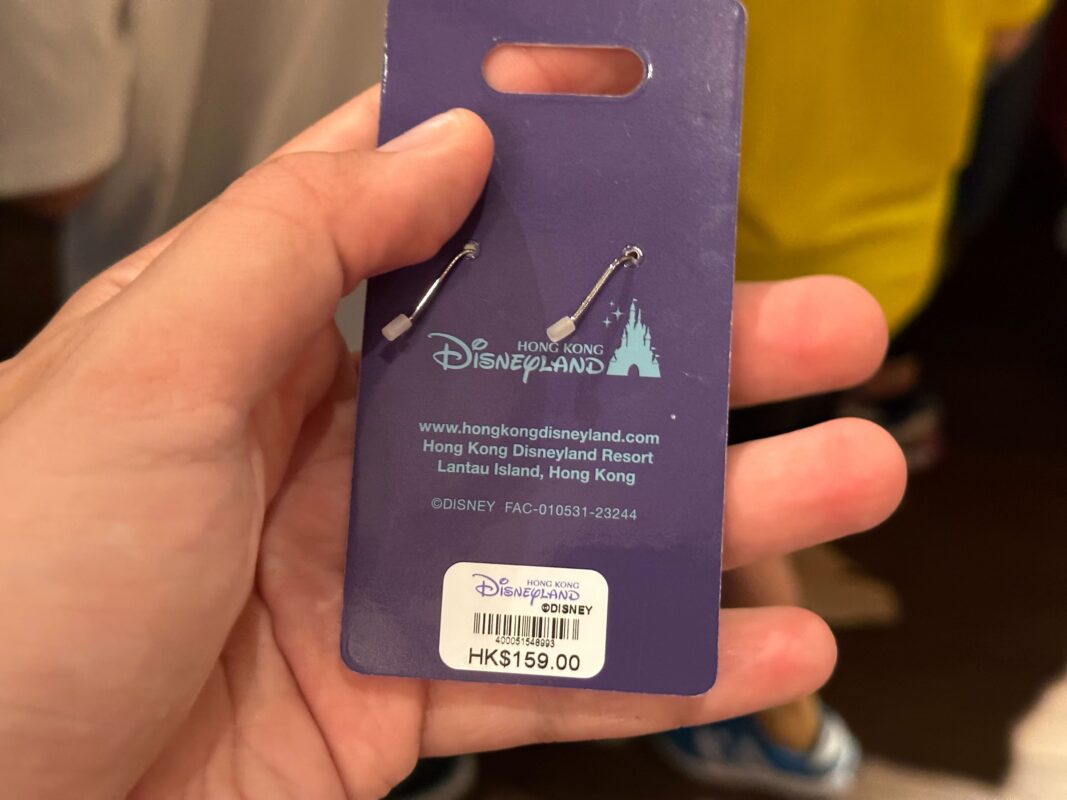 HONG KONG
DISNEYLAND
www.hongkongdisneyland.com
Hong Kong Disneyland Resort
Lantau Island, Hong Kong
©DISNEY FAC-010531-23244
HONG KONG
DISNEYLAND
©DISNEY
400051548993
HK$159.00